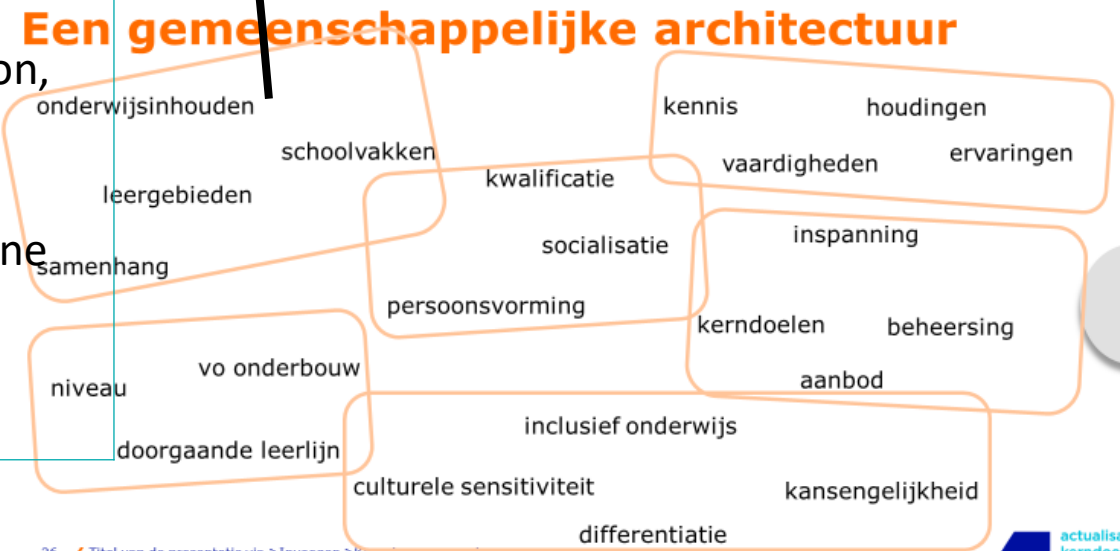 Een gemeenschappelijke architectuur
on,
onderwijsinhouden
schoolvakken
leergebieden
ne
samenhang
kennis
houdingen
vaardigheden
ervaringen
kwalificatie
socialisatie
persoonsvorming
inspanning
kerndoelen
beheersing
aanbod
niveau
vo onderbouw
doorgaande leerlijn
inclusief onderwijs
culturele sensitiviteit
kansengelijkheid
differentiatie